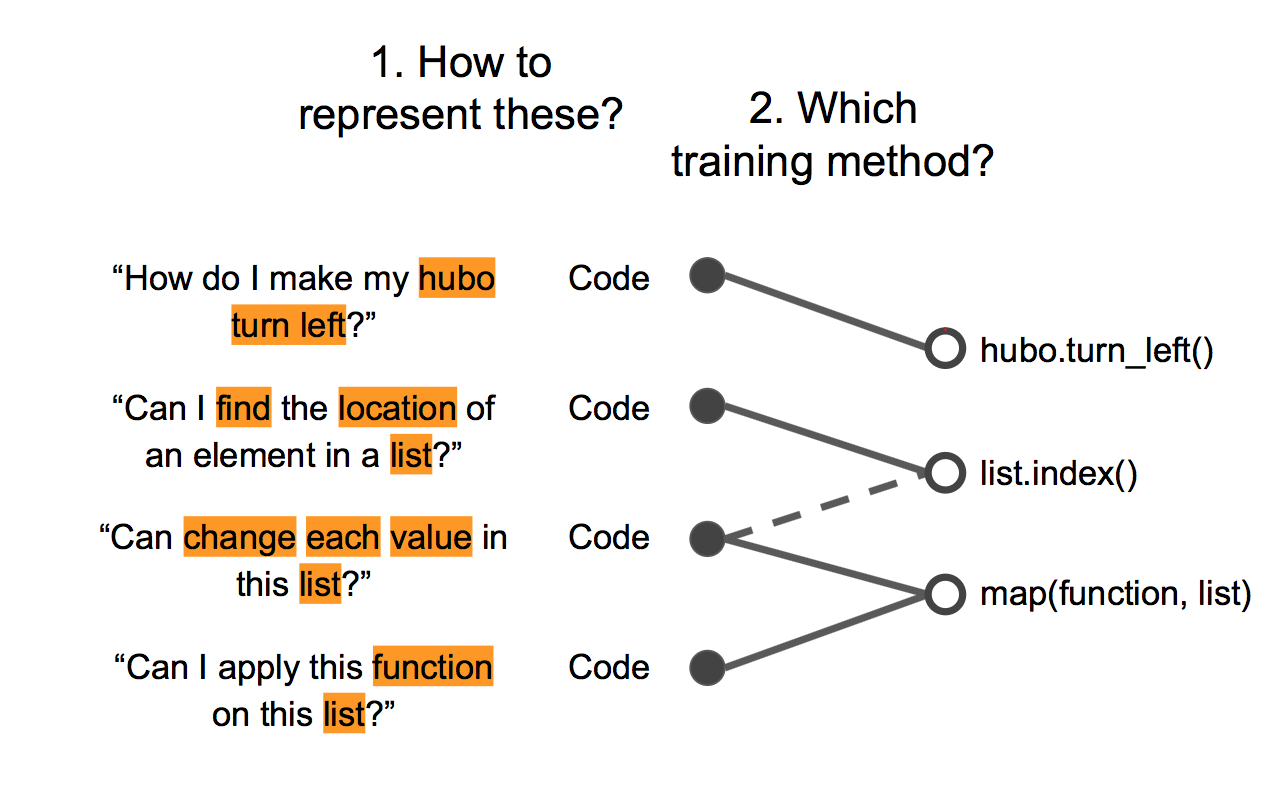 1. How to
represent these?
2. Which
training method?
“How do I make my hubo
turn left?”
Code
hubo.turn_left()
“Can I find the location of
an element in a list?”
Code
list.index()
“Can change each value in
this list?”
Code
map(function, list)
“Can I apply this function
on this list?”
Code